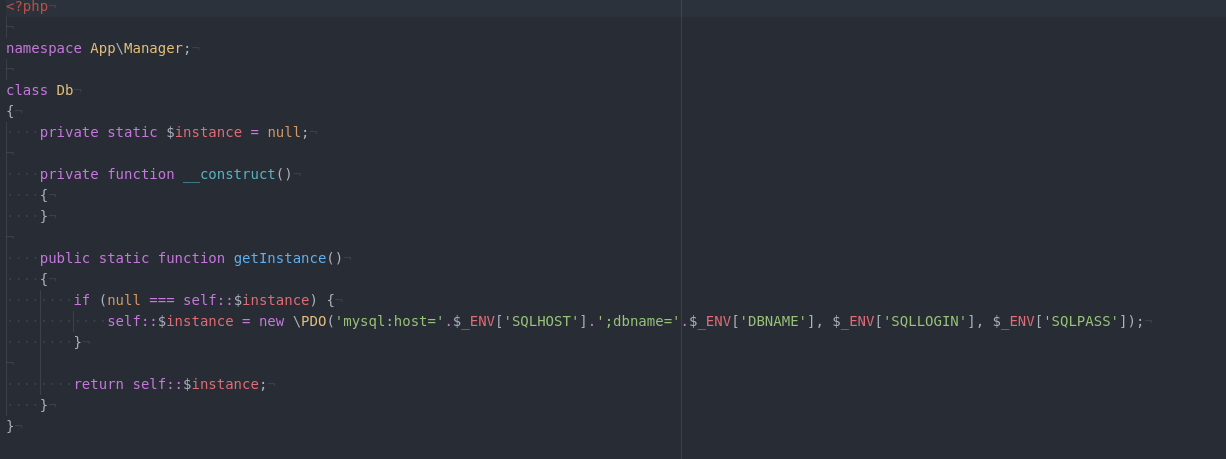 <?php
namespace App\Manager;
class Db
{
    private static $instance = null;
    private function __construct()
    {
    }
    public static function getInstance()
    {
        if (null === self::$instance) {
            self::$instance = new \PDO('mysql:host='.$_ENV['SQLHOST'].';dbname='.$_ENV['DBNAME'], $_ENV['SQLLOGIN'], $_ENV['SQLPASS']);
        }
        return self::$instance;
    }
}